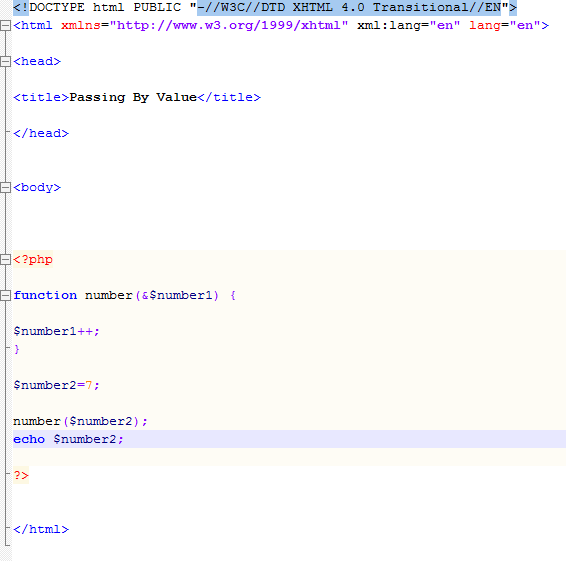 <!DOCTYPE html PUBLIC "-//W3C//DTD XHTML 4.0 Transitional//EN">
<html xmlns="http://www.w3.org/1999/xhtml" xml:lang="en" lang="en">
<head>
<title>Passing By Value</title>
</head>
<body>
<?php
function number(&$number1) {
$number1++;
}
$number2=7;
number($number2);
echo $number2;
?>
</html>